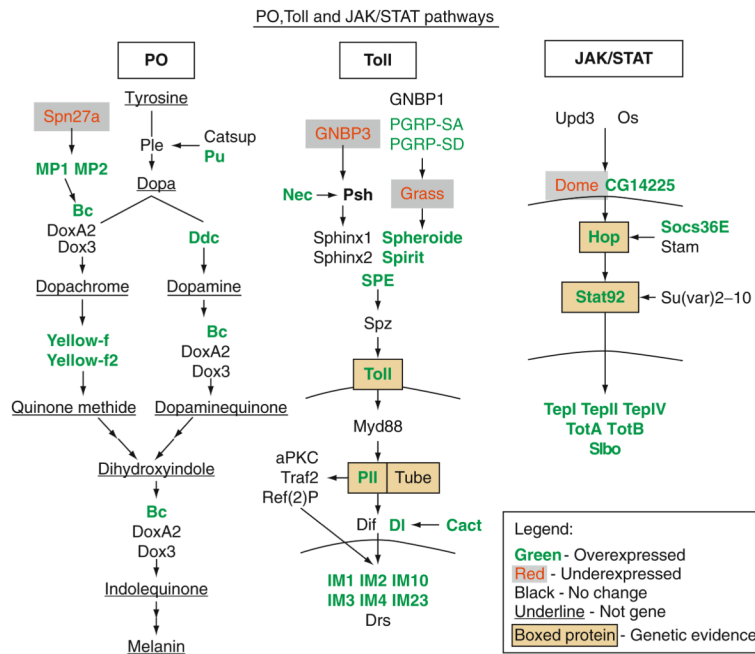 PO,Toll and JAK/STAT pathways
PO
Tyrosine
Spn27a
Ple
Catsup
Pu
MP1 MP2
Dopa
Bc
DoxA2
Dox3
Ddc
Dopachrome
Dopamine
Yellow-f
Yellow-f2
Bc
DoxA2
Dox3
Quinone methide
Dopaminequinone
Dihydroxyindole
Bc
DoxA2
Dox3
Indolequinone
Melanin
Toll
GNBP1
GNBP3
PGRP-SA
PGRP-SD
Nec
Psh
Grass
Sphinx1
Sphinx2
Spheroide
Spirit
SPE
Spz
Toll
Myd88
aPKC
Traf2
Ref(2)P
Pll
Tube
Dif
Dl
Cact
IM1 IM2 IM10
IM3 IM4 IM23
Drs
JAK/STAT
Upd3 Os
Dome CG14225
Hop
Socs36E
Stam
Stat92
Su(var)2–10
TepI TepII TepIV
TotA TotB
Slbo
Legend:
Green - Overexpressed
Red - Underexpressed
Black - No change
Underline - Not gene
Boxed protein - Genetic evidence